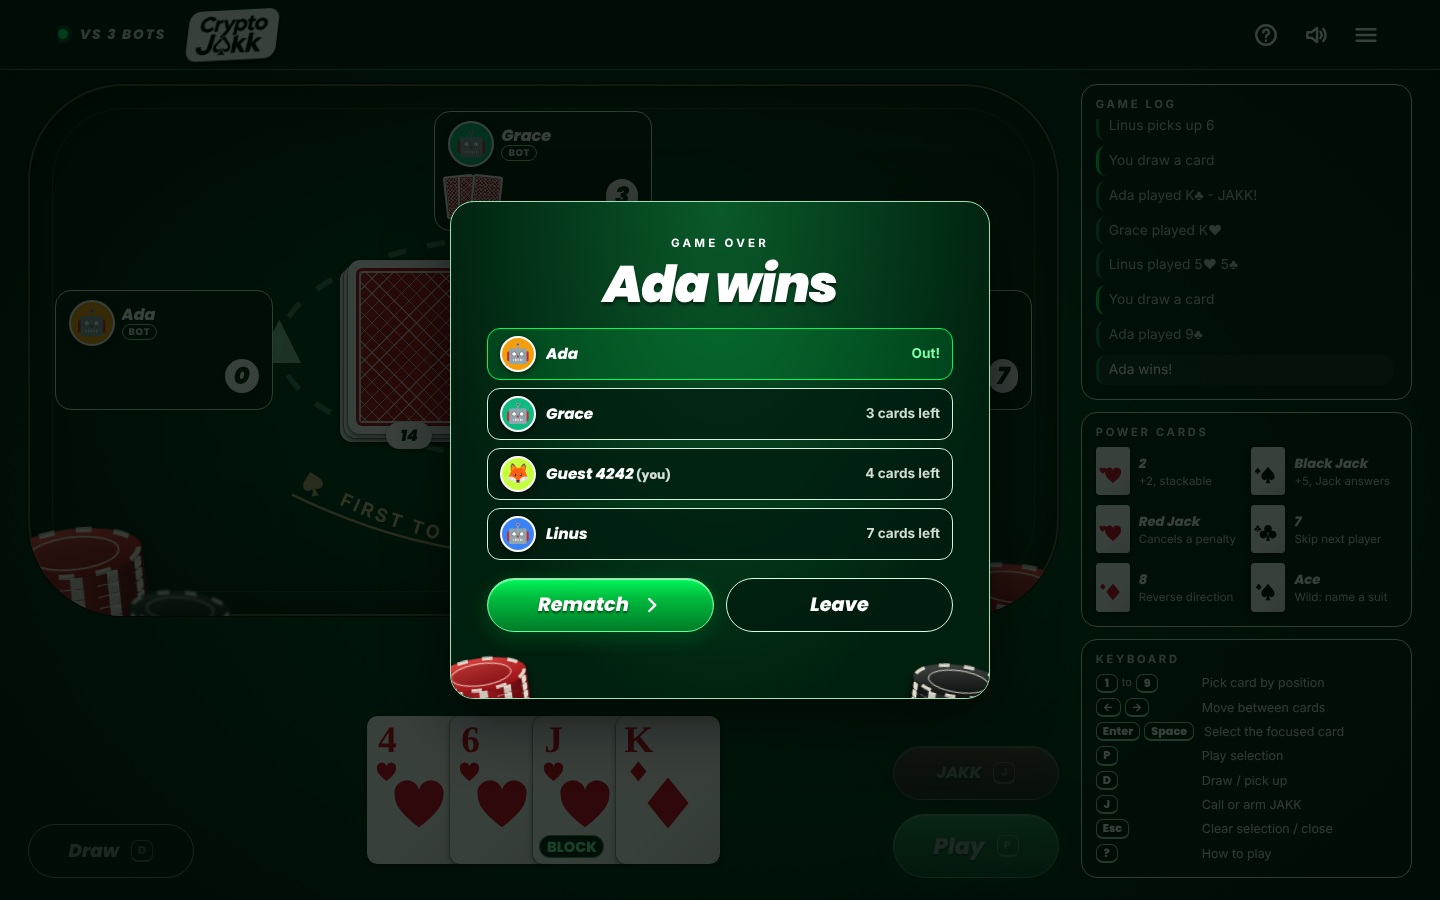 VS 3 BOTS
Crypto
Jakk
Grace
BOT
3
Ada
BOT
0
14
7
FIRST TO
GAME OVER
Ada wins
Ada Out!
Grace 3 cards left
Guest 4242 (you) 4 cards left
Linus 7 cards left
Rematch
Leave
GAME LOG
Linus picks up 6
You draw a card
Ada played K♣ - JAKK!
Grace played K♥
Linus played 5♥ 5♣
You draw a card
Ada played 9♣
Ada wins!
POWER CARDS
2
+2, stackable
Black Jack
+5, Jack answers
Red Jack
Cancels a penalty
7
Skip next player
8
Reverse direction
Ace
Wild: name a suit
KEYBOARD
1 to 9 Pick card by position
← → Move between cards
Enter Space Select the focused card
P Play selection
D Draw / pick up
J Call or arm JAKK
Esc Clear selection / close
? How to play
4
6
J
K
BLOCK
Draw D
JAKK J
Play P